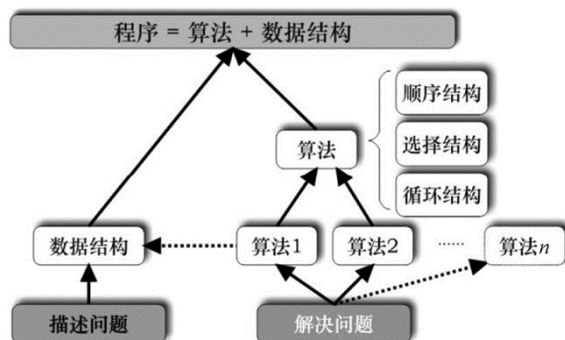 程序 = 算法 + 数据结构
顺序结构
算法
选择结构
循环结构
数据结构
算法1
算法2
……
算法n
描述问题
解决问题